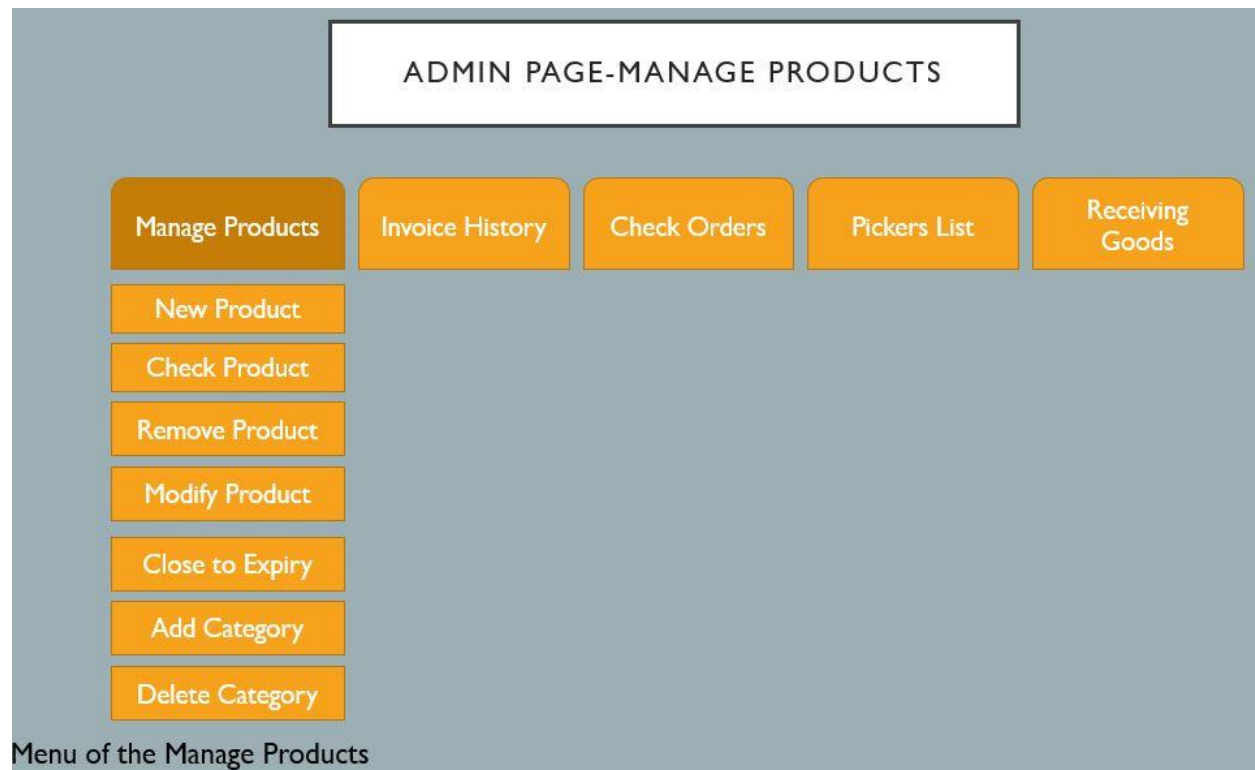 ADMIN PAGE-MANAGE PRODUCTS
Manage Products
Invoice History
Check Orders
Pickers List
Receiving
Goods
New Product
Check Product
Remove Product
Modify Product
Close to Expiry
Add Category
Delete Category
Menu of the Manage Products